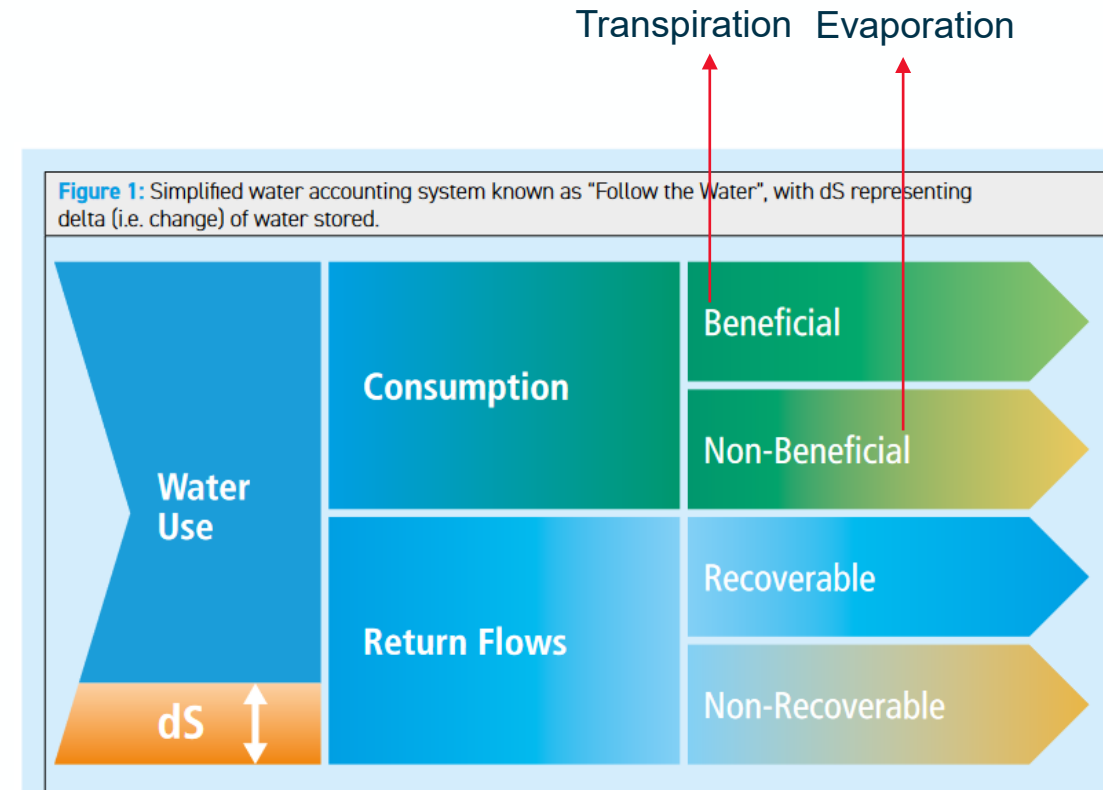 Transpiration Evaporation
Figure 1: Simplified water accounting system known as "Follow the Water", with dS representing
delta (i.e. change) of water stored.
Water
Use
dS
Consumption
Return Flows
Beneficial
Non-Beneficial
Recoverable
Non-Recoverable